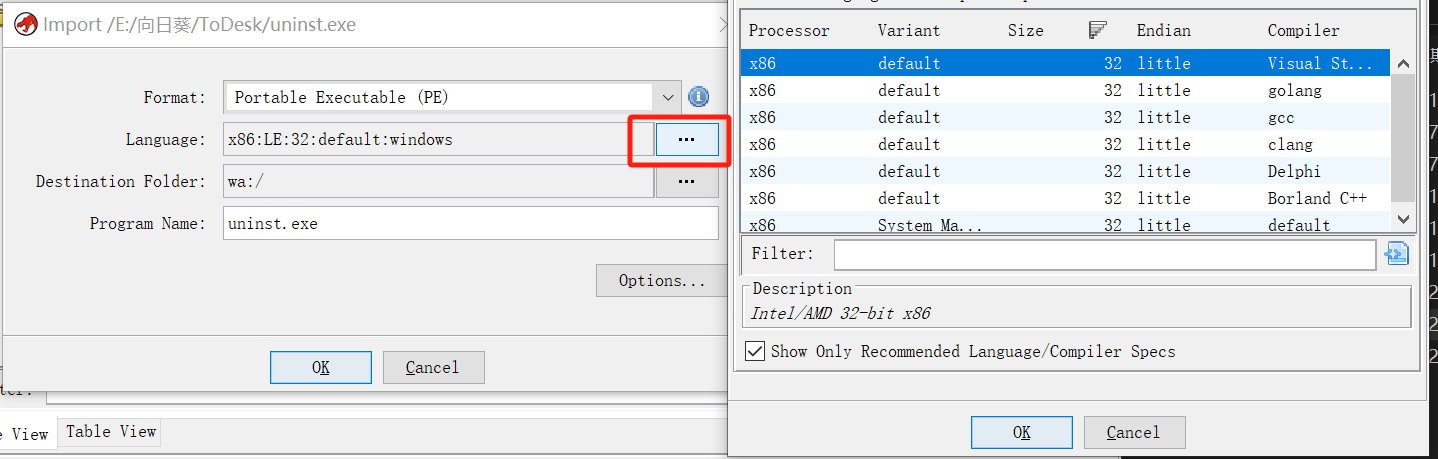 Import /E:/向日葵/ToDesk/uninst.exe
Format: Portable Executable (PE)
Language: x86:LE:32:default:windows ...
Destination Folder: wa:/ ...
Program Name: uninst.exe
Options...
OK Cancel
View
Table View
Processor Variant Size Endian Compiler
x86 default 32 little Visual St...
x86 default 32 little golang
x86 default 32 little gcc
x86 default 32 little clang
x86 default 32 little Delphi
x86 default 32 little Borland C++
x86 System Ma... 32 little default
Filter:
Description
Intel/AMD 32-bit x86
Show Only Recommended Language/Compiler Specs
OK Cancel